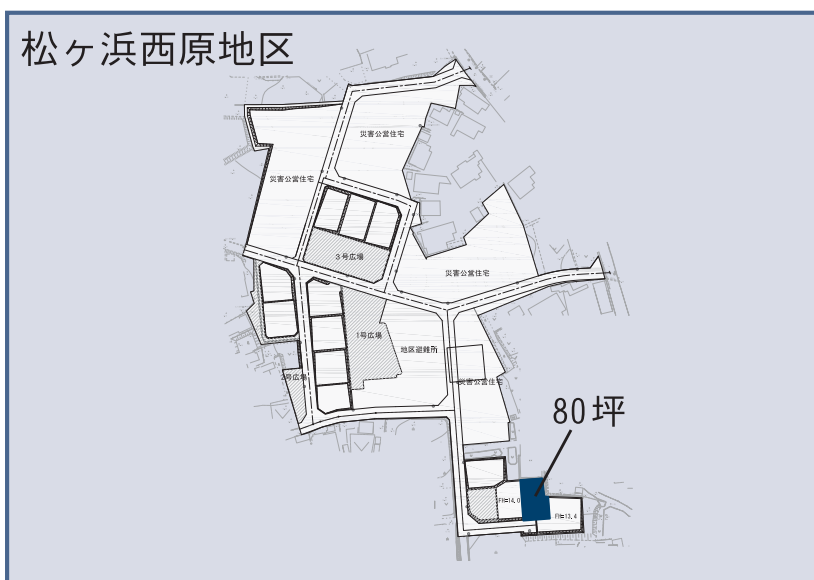 松ヶ浜西原地区
災害公営住宅
災害公営住宅
3号広場
災害公営住宅
1号広場
地区避難所
2号広場
災害公営住宅
80坪
FH=14.0
FH=13.4